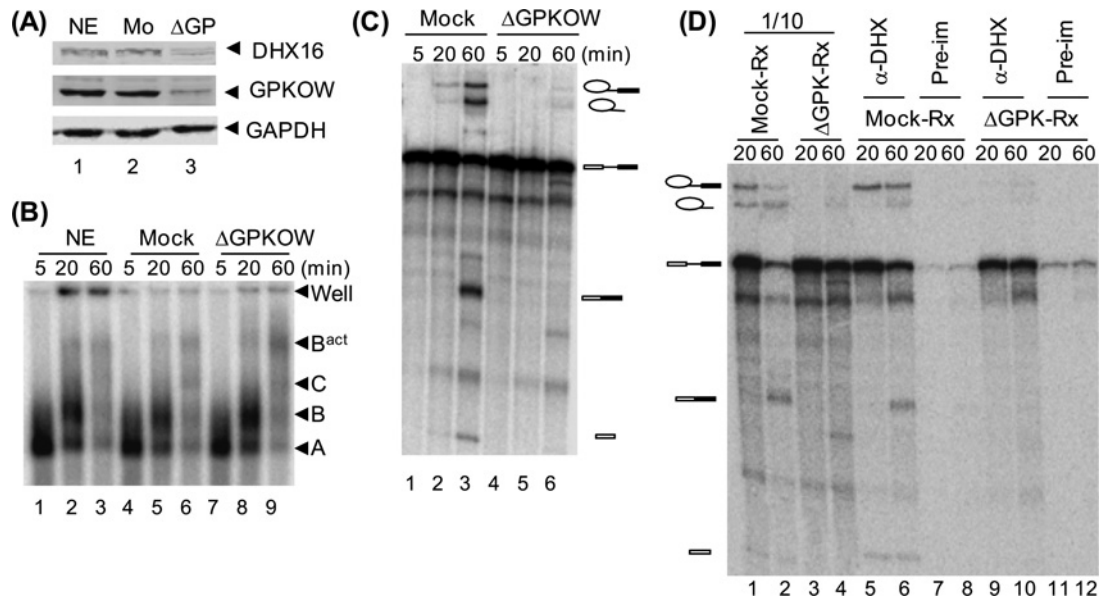 (A)
NE Mo ΔGP
DHX16
GPKOW
GAPDH
1 2 3
(B)
NE Mock ΔGPKOW
5 20 60 5 20 60 5 20 60 (min)
Well
Bact
C
B
A
1 2 3 4 5 6 7 8 9
(C)
Mock ΔGPKOW
5 20 60 5 20 60 (min)
1 2 3 4 5 6
(D)
1/10
Mock-Rx
ΔGPK-Rx
α-DHX
Pre-im
α-DHX
Pre-im
Mock-Rx ΔGPK-Rx
20 60 20 60 20 60 20 60 20 60 20 60
1 2 3 4 5 6 7 8 9 10 11 12